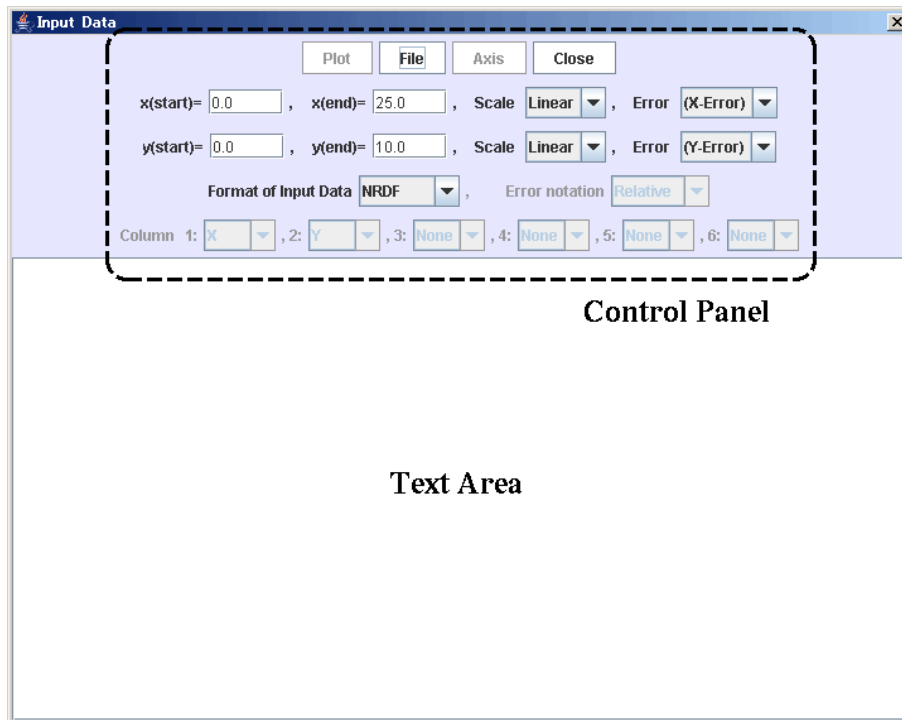 Input Data
Plot File Axis Close
x(start)= 0.0 , x(end)= 25.0 , Scale Linear , Error (X-Error)
y(start)= 0.0 , y(end)= 10.0 , Scale Linear , Error (Y-Error)
Format of Input Data NRDF , Error notation Relative
Column 1: X , 2: Y , 3: None , 4: None , 5: None , 6: None
Control Panel
Text Area